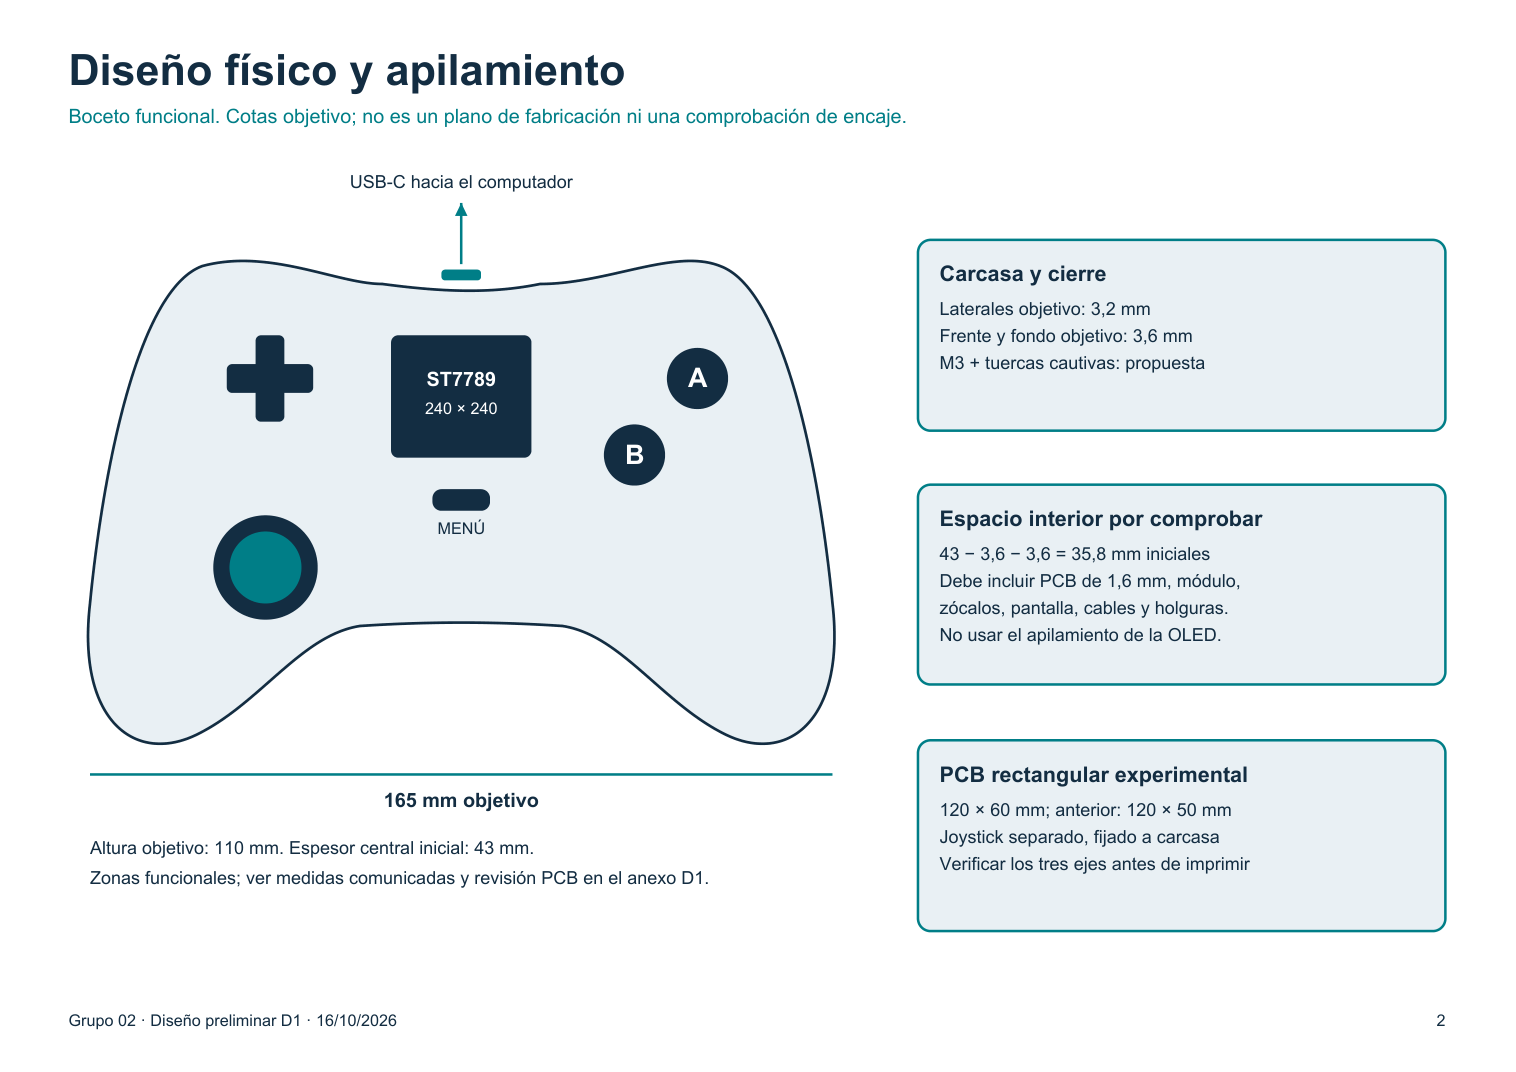 Diseño físico y apilamiento
Boceto funcional. Cotas objetivo; no es un plano de fabricación ni una comprobación de encaje.
USB-C hacia el computador
ST7789
240 × 240
A
B
MENÚ
165 mm objetivo
Altura objetivo: 110 mm. Espesor central inicial: 43 mm.
Zonas funcionales; ver medidas comunicadas y revisión PCB en el anexo D1.
Carcasa y cierre
Laterales objetivo: 3,2 mm
Frente y fondo objetivo: 3,6 mm
M3 + tuercas cautivas: propuesta
Espacio interior por comprobar
43 − 3,6 − 3,6 = 35,8 mm iniciales
Debe incluir PCB de 1,6 mm, módulo,
zócalos, pantalla, cables y holguras.
No usar el apilamiento de la OLED.
PCB rectangular experimental
120 × 60 mm; anterior: 120 × 50 mm
Joystick separado, fijado a carcasa
Verificar los tres ejes antes de imprimir
Grupo 02 · Diseño preliminar D1 · 16/10/2026
2